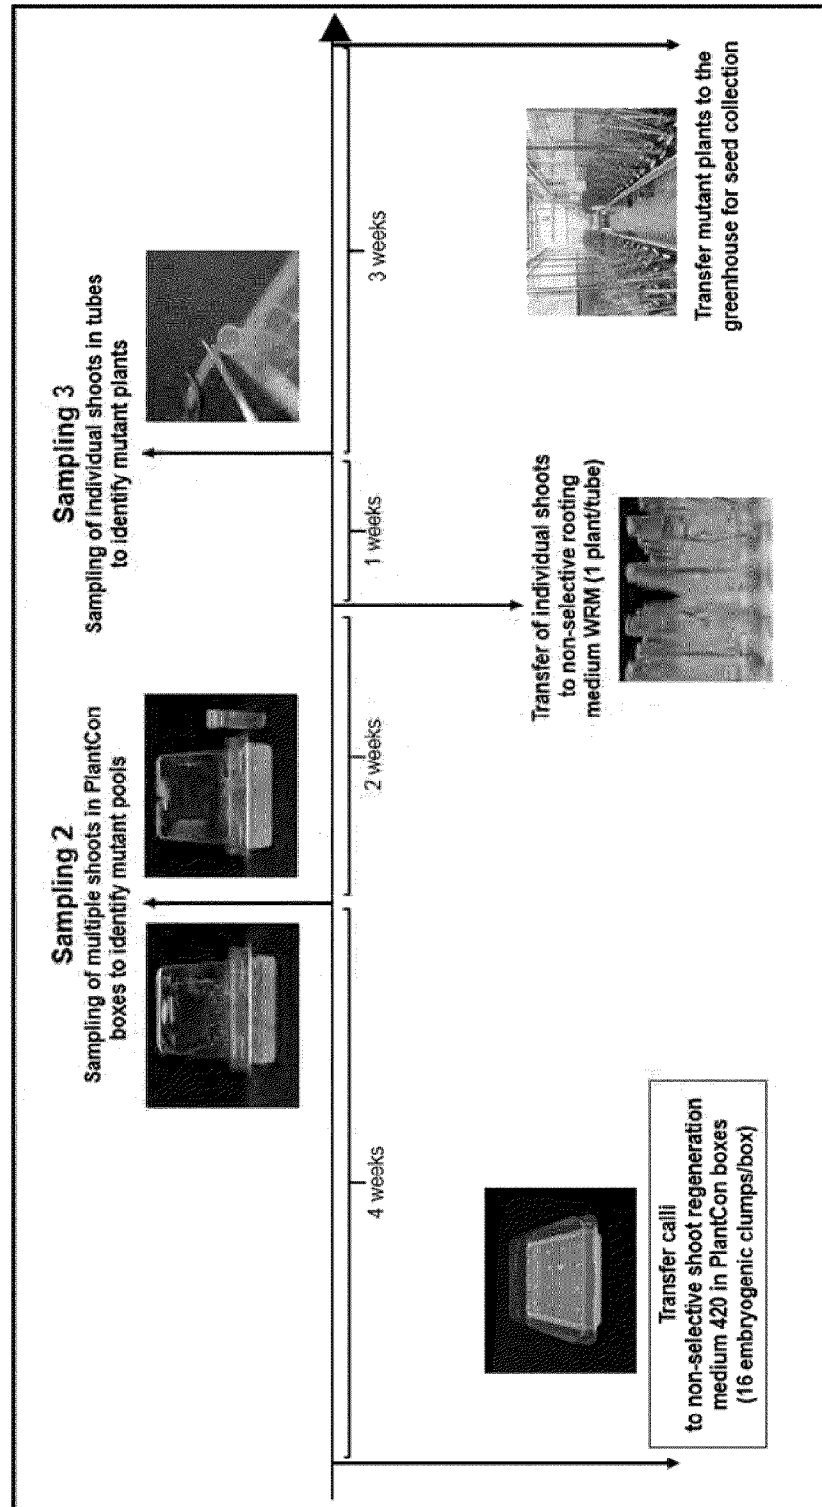 Sampling 2
Sampling of multiple shoots in PlantCon
boxes to identify mutant pools
Sampling 3
Sampling of individual shoots in tubes
to identify mutant plants
4 weeks
2 weeks
1 weeks
3 weeks
Transfer calli
to non-selective shoot regeneration
medium 420 in PlantCon boxes
(16 embryogenic clumps/box)
Transfer of individual shoots
to non-selective rooting
medium WRM (1 plant/tube)
Transfer mutant plants to the
greenhouse for seed collection